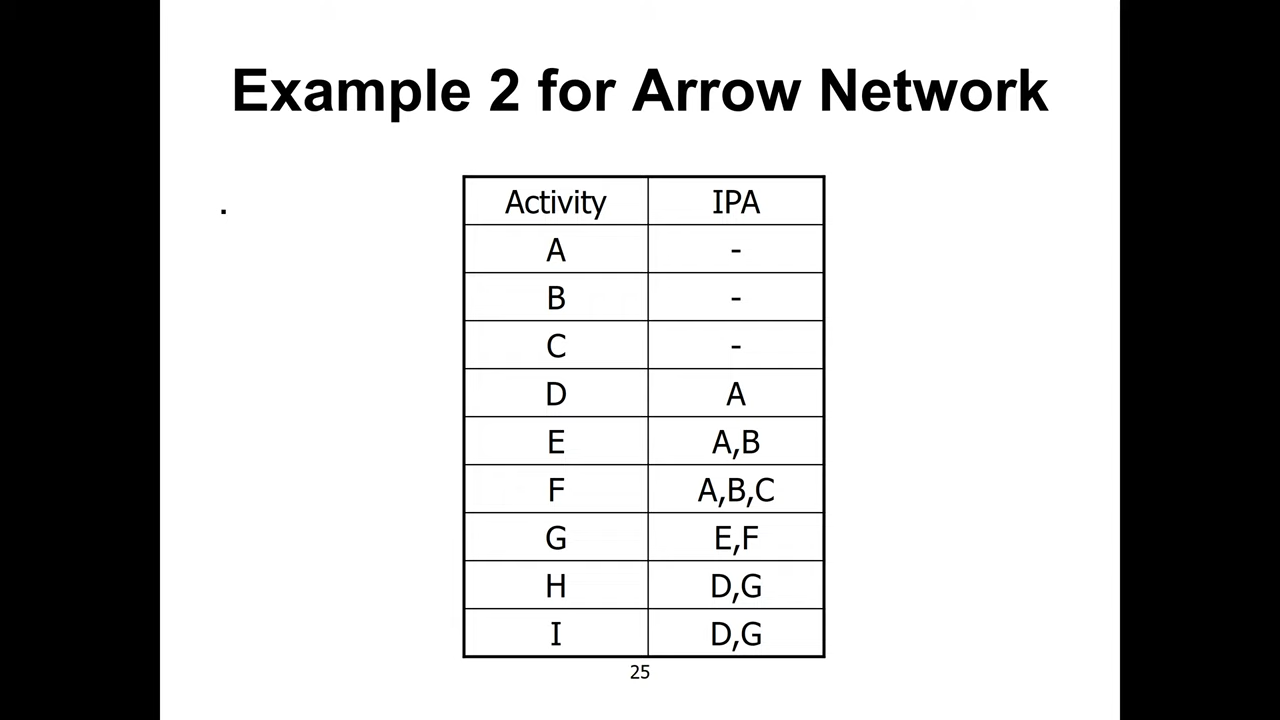 Example 2 for Arrow Network
.
Activity IPA
A -
B -
C -
D A
E A,B
F A,B,C
G E,F
H D,G
I D,G
25